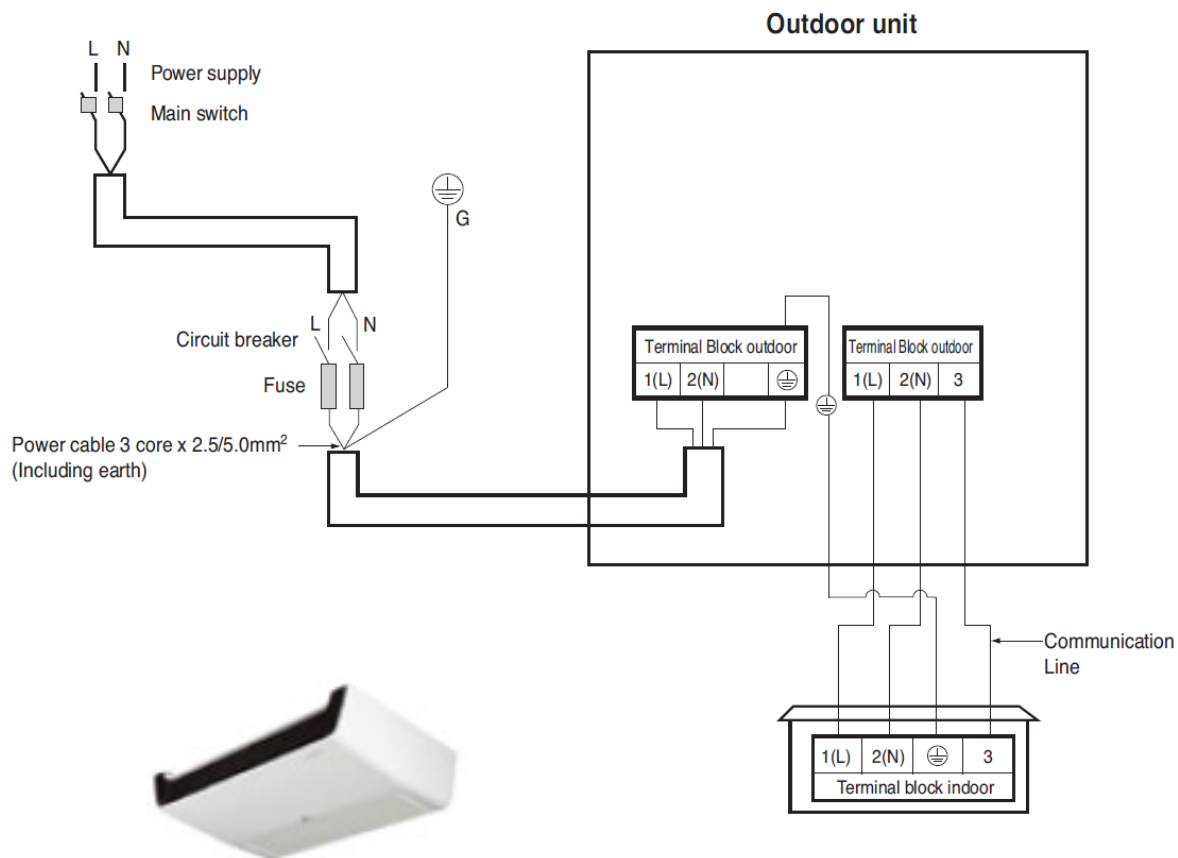 Outdoor unit
L N
Power supply
Main switch
G
L N
Circuit breaker
Fuse
Power cable 3 core x 2.5/5.0mm²
(Including earth)
Terminal Block outdoor
1(L) 2(N)
Terminal Block outdoor
1(L) 2(N) 3
Communication
Line
1(L) 2(N) 3
Terminal block indoor